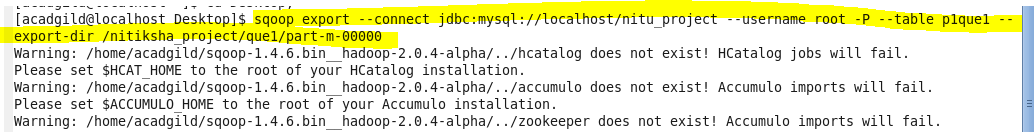 [acadgild@localhost Desktop]$ sqoop export --connect jdbc:mysql://localhost/nitu_project --username root -P --table p1que1 --
export-dir /nitiksha_project/que1/part-m-00000
Warning: /home/acadgild/sqoop-1.4.6.bin__hadoop-2.0.4-alpha/../hcatalog does not exist! HCatalog jobs will fail.
Please set $HCAT_HOME to the root of your HCatalog installation.
Warning: /home/acadgild/sqoop-1.4.6.bin__hadoop-2.0.4-alpha/../accumulo does not exist! Accumulo imports will fail.
Please set $ACCUMULO_HOME to the root of your Accumulo installation.
Warning: /home/acadgild/sqoop-1.4.6.bin__hadoop-2.0.4-alpha/../zookeeper does not exist! Accumulo imports will fail.